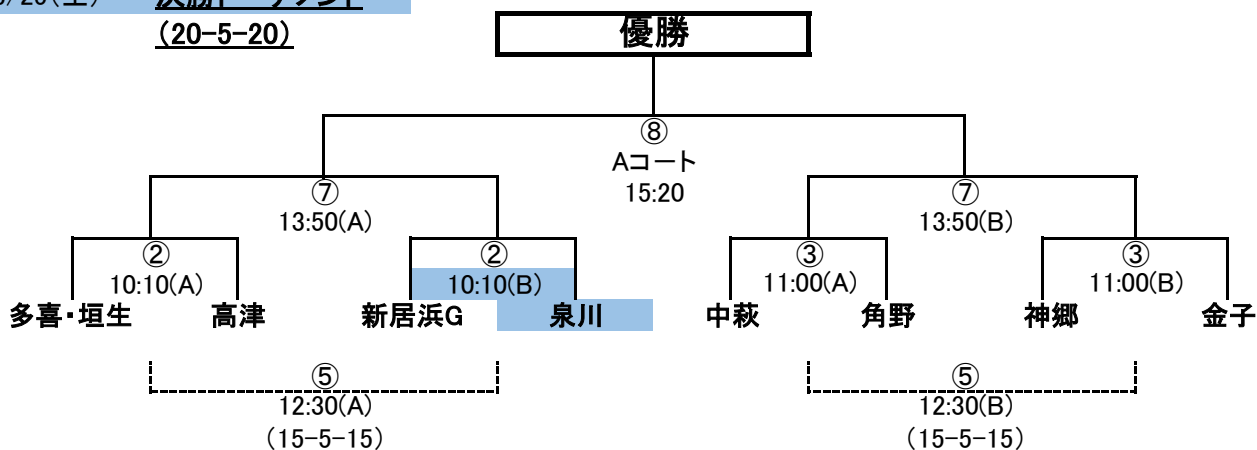 (20-5-20)
優勝
⑧
Aコート
15:20
⑦
13:50(A)
⑦
13:50(B)
②
10:10(A)
②
10:10(B)
③
11:00(A)
③
11:00(B)
多喜・垣生 高津 新居浜G 泉川 中萩 角野 神郷 金子
⑤
12:30(A)
(15-5-15)
⑤
12:30(B)
(15-5-15)